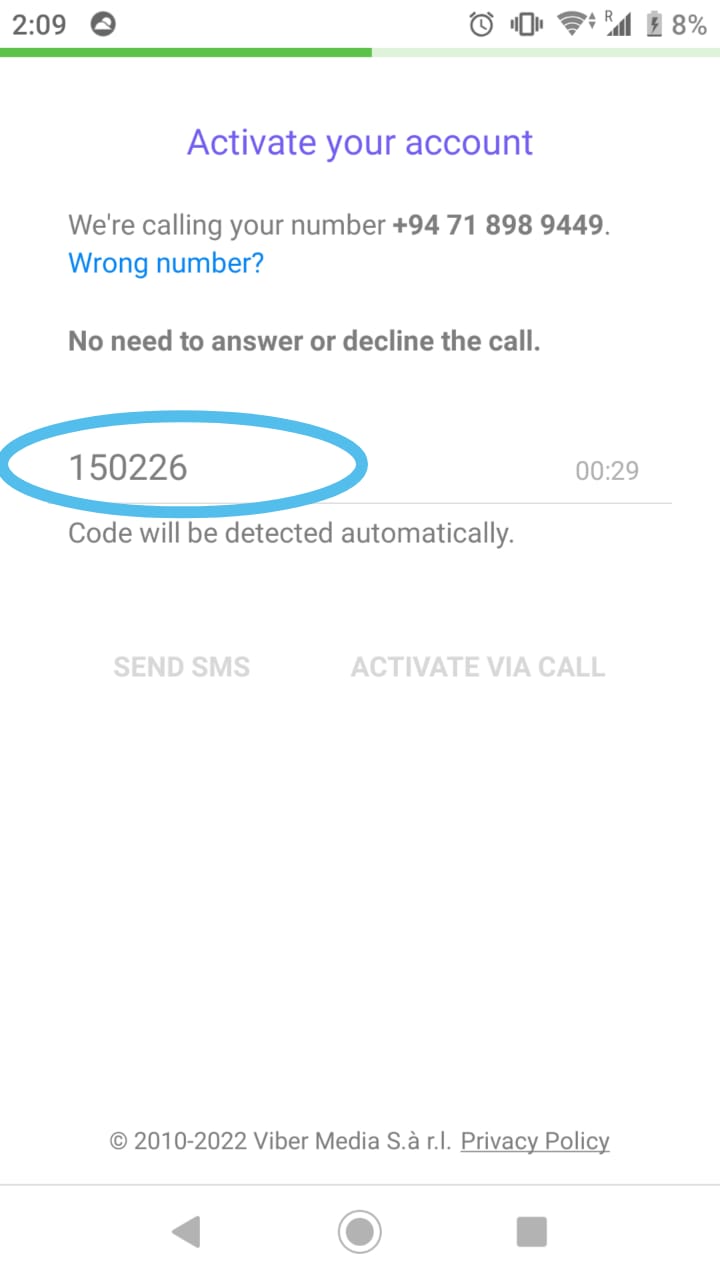 2:09 R 8%
Activate your account
We're calling your number +94 71 898 9449.
Wrong number?
No need to answer or decline the call.
150226 00:29
Code will be detected automatically.
SEND SMS ACTIVATE VIA CALL
© 2010-2022 Viber Media S.à r.l. Privacy Policy